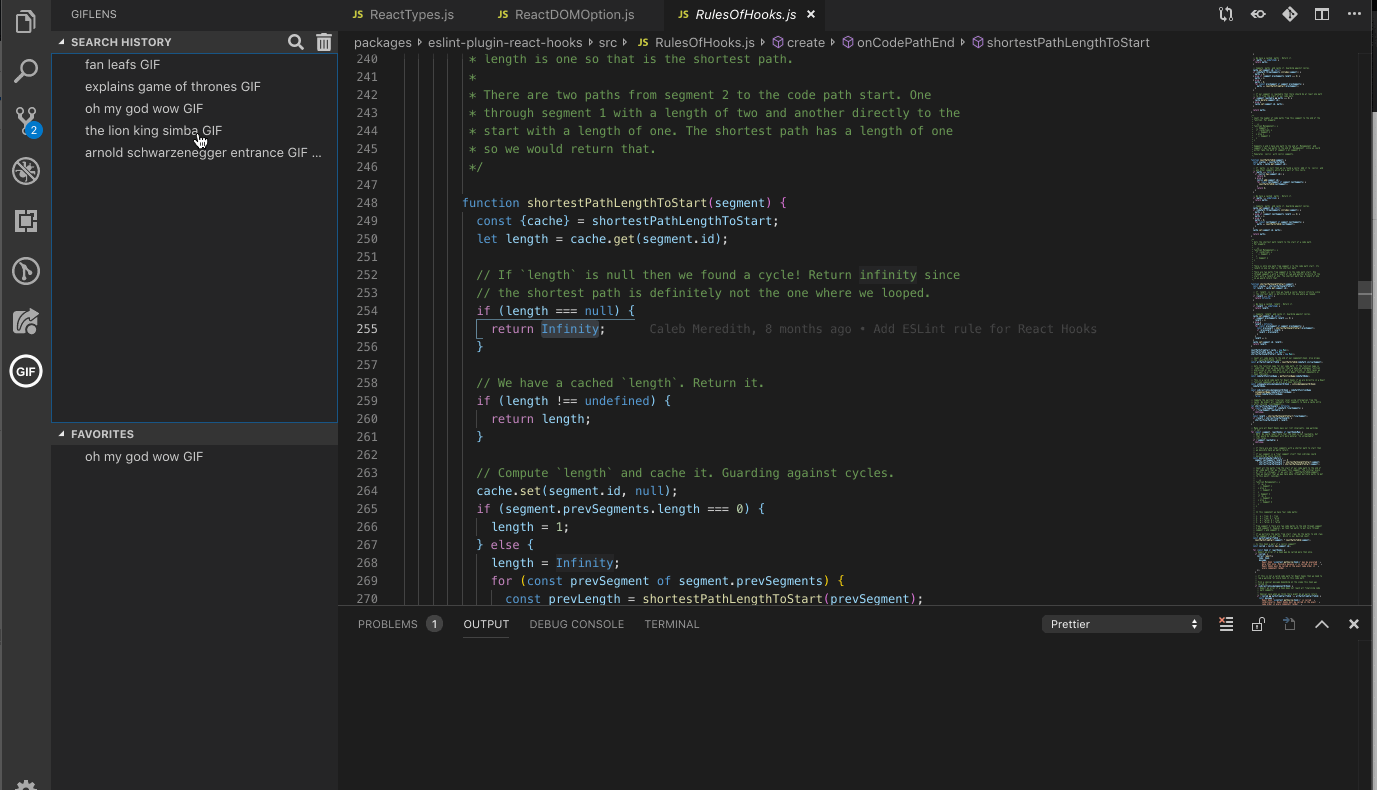 GIFLENS
SEARCH HISTORY
fan leafs GIF
explains game of thrones GIF
oh my god wow GIF
the lion king simba GIF
arnold schwarzenegger entrance GIF ...
2
GIF
FAVORITES
oh my god wow GIF
JS ReactTypes.js
JS ReactDOMOption.js
JS RulesOfHooks.js
packages eslint-plugin-react-hooks src JS RulesOfHooks.js create onCodePathEnd shortestPathLengthToStart
240 * length is one so that is the shortest path.
241 *
242 * There are two paths from segment 2 to the code path start. One
243 * through segment 1 with a length of two and another directly to the
244 * start with a length of one. The shortest path has a length of one
245 * so we would return that.
246 */
247
248 function shortestPathLengthToStart(segment) {
249 const {cache} = shortestPathLengthToStart;
250 let length = cache.get(segment.id);
251
252 // If `length` is null then we found a cycle! Return infinity since
253 // the shortest path is definitely not the one where we looped.
254 if (length === null) {
255 return Infinity; Caleb Meredith, 8 months ago • Add ESLint rule for React Hooks
256 }
257
258 // We have a cached `length`. Return it.
259 if (length !== undefined) {
260 return length;
261 }
262
263 // Compute `length` and cache it. Guarding against cycles.
264 cache.set(segment.id, null);
265 if (segment.prevSegments.length === 0) {
266 length = 1;
267 } else {
268 length = Infinity;
269 for (const prevSegment of segment.prevSegments) {
270 const prevLength = shortestPathLengthToStart(prevSegment);
PROBLEMS 1 OUTPUT DEBUG CONSOLE TERMINAL Prettier